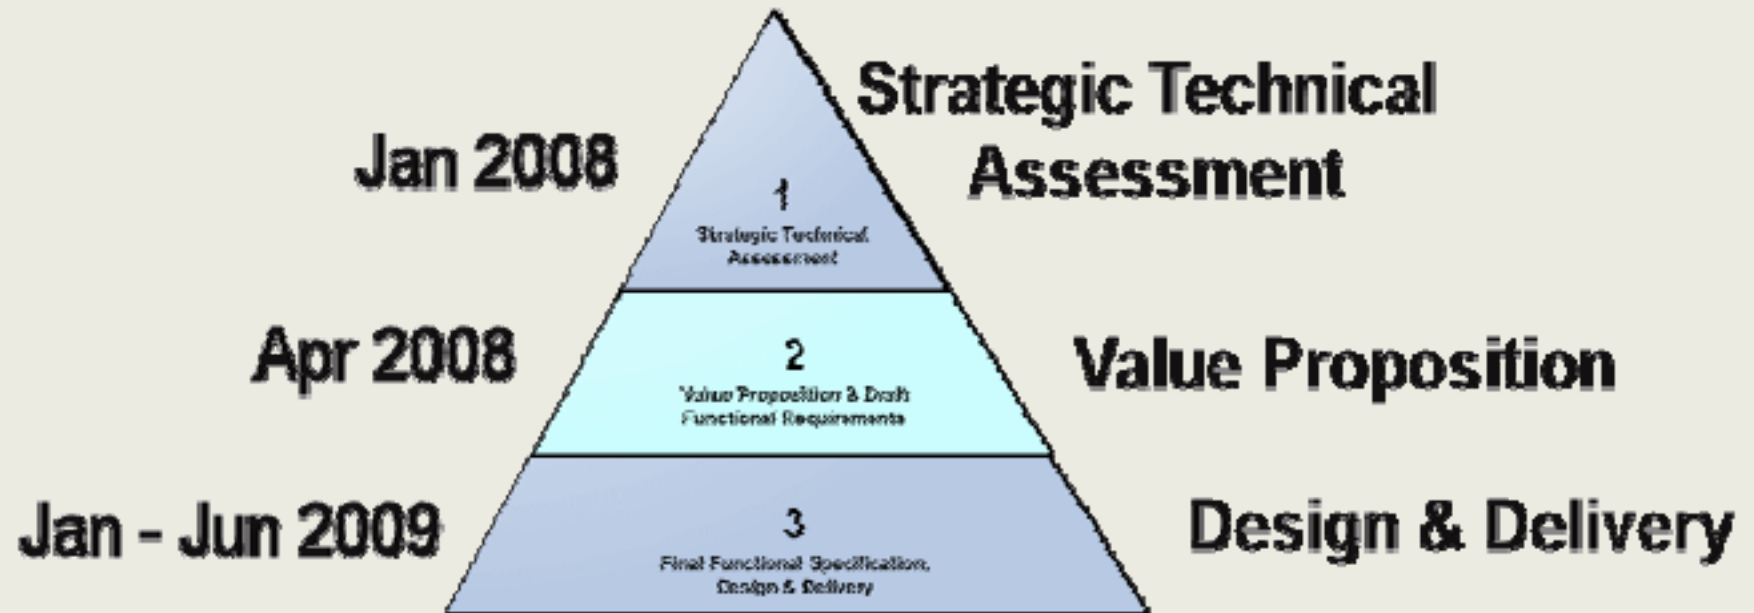 Jan 2008
Strategic Technical
Assessment
1
Strategic Technical
Assessment
Apr 2008
2
Value Proposition & Draft
Functional Requirements
Value Proposition
Jan - Jun 2009
3
Final Functional Specification,
Design & Delivery
Design & Delivery